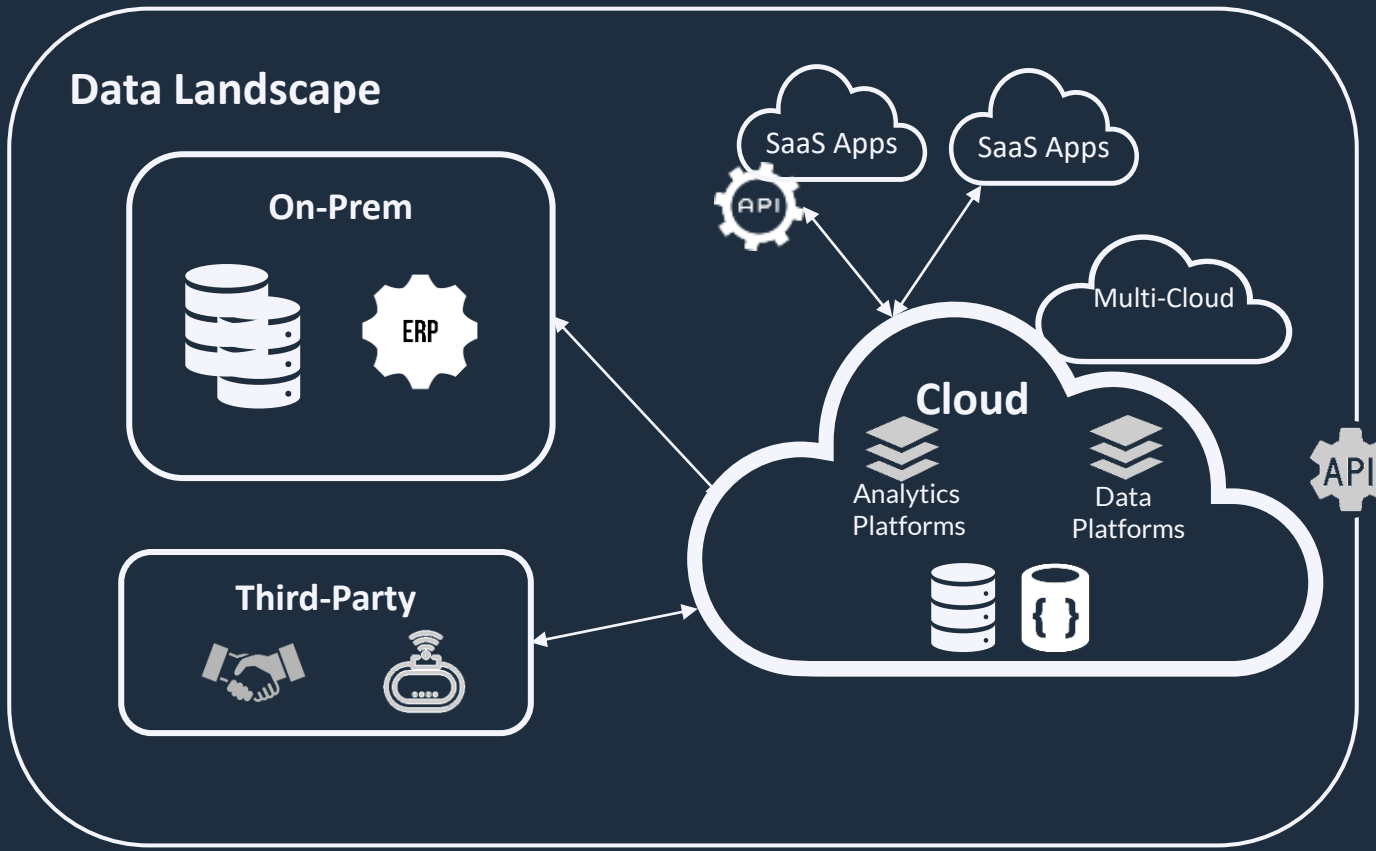 Data Landscape
On-Prem
ERP
Third-Party
SaaS Apps
SaaS Apps
API
Multi-Cloud
Cloud
Analytics
Platforms
Data
Platforms
{ }
API